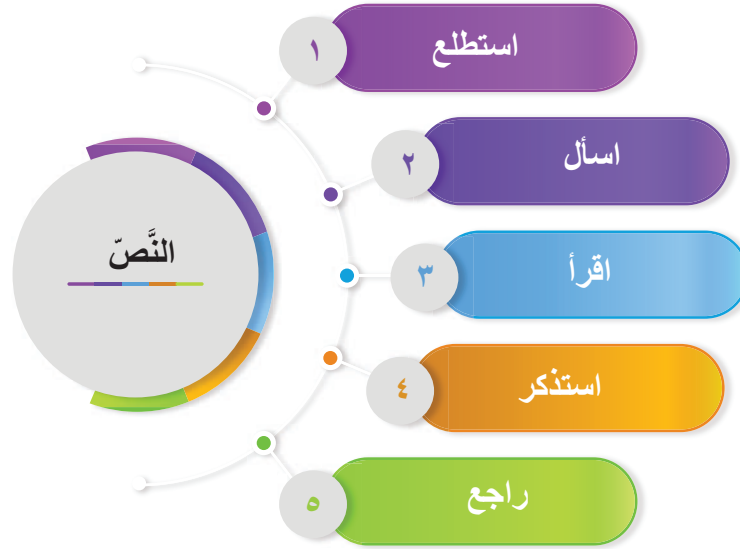 النَّصّ
١
استطلع
٢
اسأل
٣
اقرأ
٤
استذكر
٥
راجع